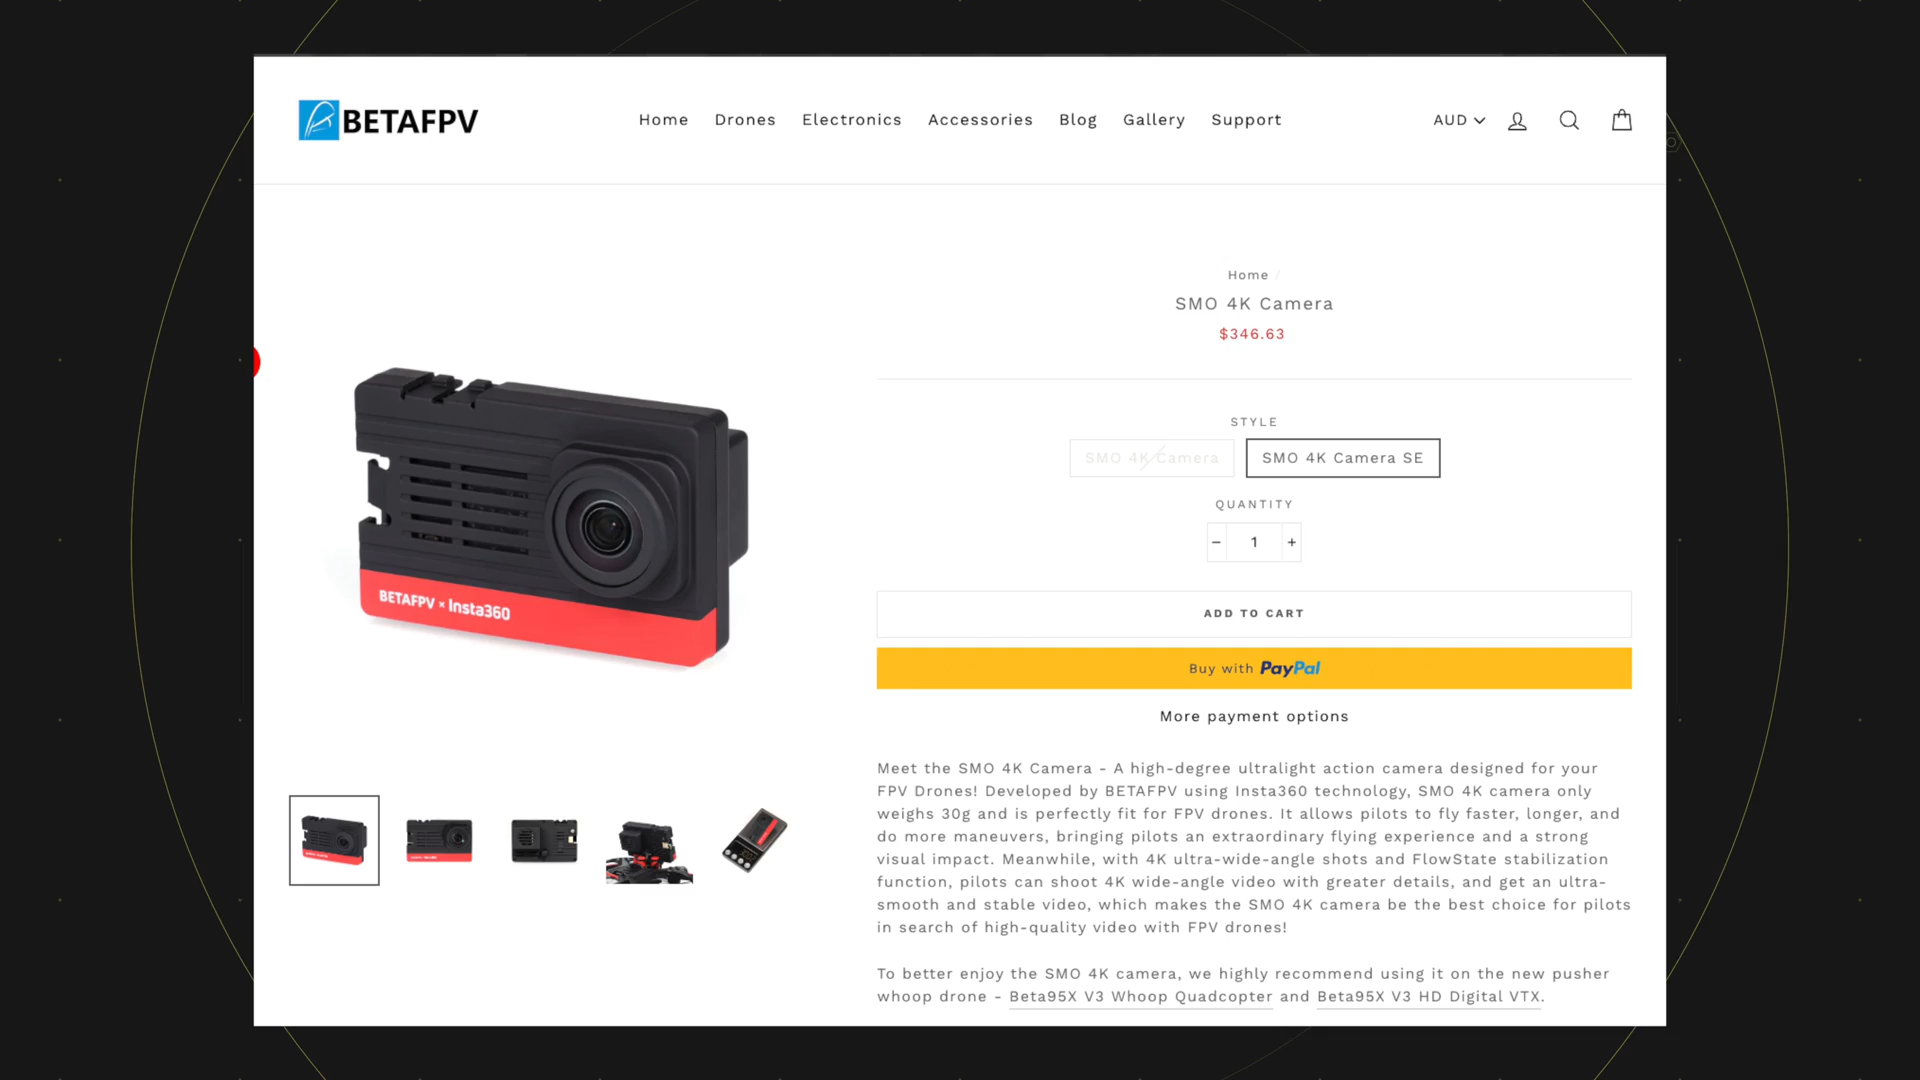 BETAFPV
Home Drones Electronics Accessories Blog Gallery Support
AUD
Home /
SMO 4K Camera
$346.63
STYLE
SMO 4K Camera
SMO 4K Camera SE
QUANTITY
− 1 +
ADD TO CART
Buy with PayPal
More payment options
BETAFPV × Insta360
Meet the SMO 4K Camera - A high-degree ultralight action camera designed for your
FPV Drones! Developed by BETAFPV using Insta360 technology, SMO 4K camera only
weighs 30g and is perfectly fit for FPV drones. It allows pilots to fly faster, longer, and
do more maneuvers, bringing pilots an extraordinary flying experience and a strong
visual impact. Meanwhile, with 4K ultra-wide-angle shots and FlowState stabilization
function, pilots can shoot 4K wide-angle video with greater details, and get an ultra-
smooth and stable video, which makes the SMO 4K camera be the best choice for pilots
in search of high-quality video with FPV drones!
To better enjoy the SMO 4K camera, we highly recommend using it on the new pusher
whoop drone - Beta95X V3 Whoop Quadcopter and Beta95X V3 HD Digital VTX.